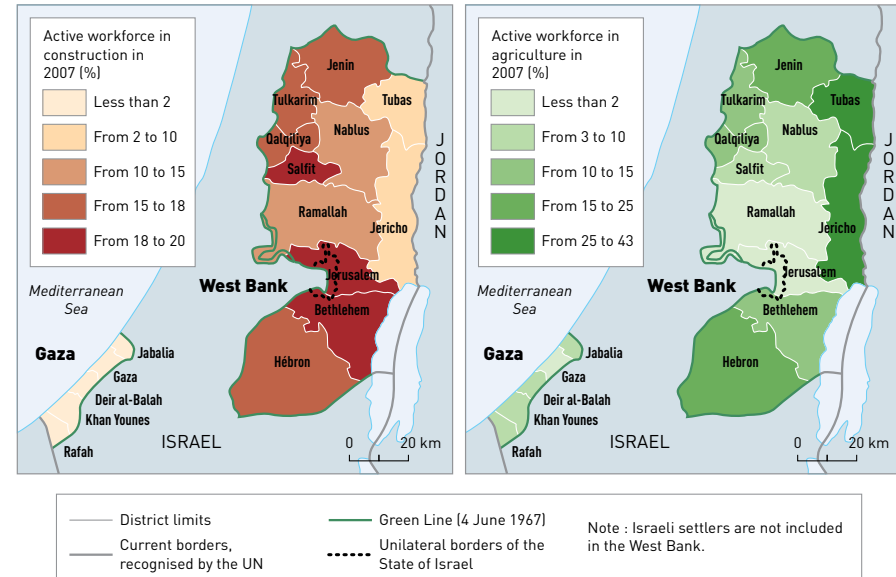 Active workforce in
construction in
2007 (%)
Less than 2
From 2 to 10
From 10 to 15
From 15 to 18
From 18 to 20
Jenin
Tulkarim
Tubas
Nablus
Qalqiliya
Salfit
Ramallah
Jericho
Jerusalem
Bethlehem
Hébron
West Bank
JORDAN
Mediterranean
Sea
Gaza
Jabalia
Gaza
Deir al-Balah
Khan Younes
Rafah
ISRAEL
0 20 km
Active workforce in
agriculture in
2007 (%)
Less than 2
From 3 to 10
From 10 to 15
From 15 to 25
From 25 to 43
Jenin
Tulkarim
Tubas
Nablus
Qalqiliya
Salfit
Ramallah
Jericho
Jerusalem
Bethlehem
Hebron
West Bank
JORDAN
Mediterranean
Sea
Gaza
Jabalia
Gaza
Deir al-Balah
Khan Younes
Rafah
ISRAEL
0 20 km
District limits
Current borders,
recognised by the UN
Green Line (4 June 1967)
Unilateral borders of the
State of Israel
Note : Israeli settlers are not included
in the West Bank.